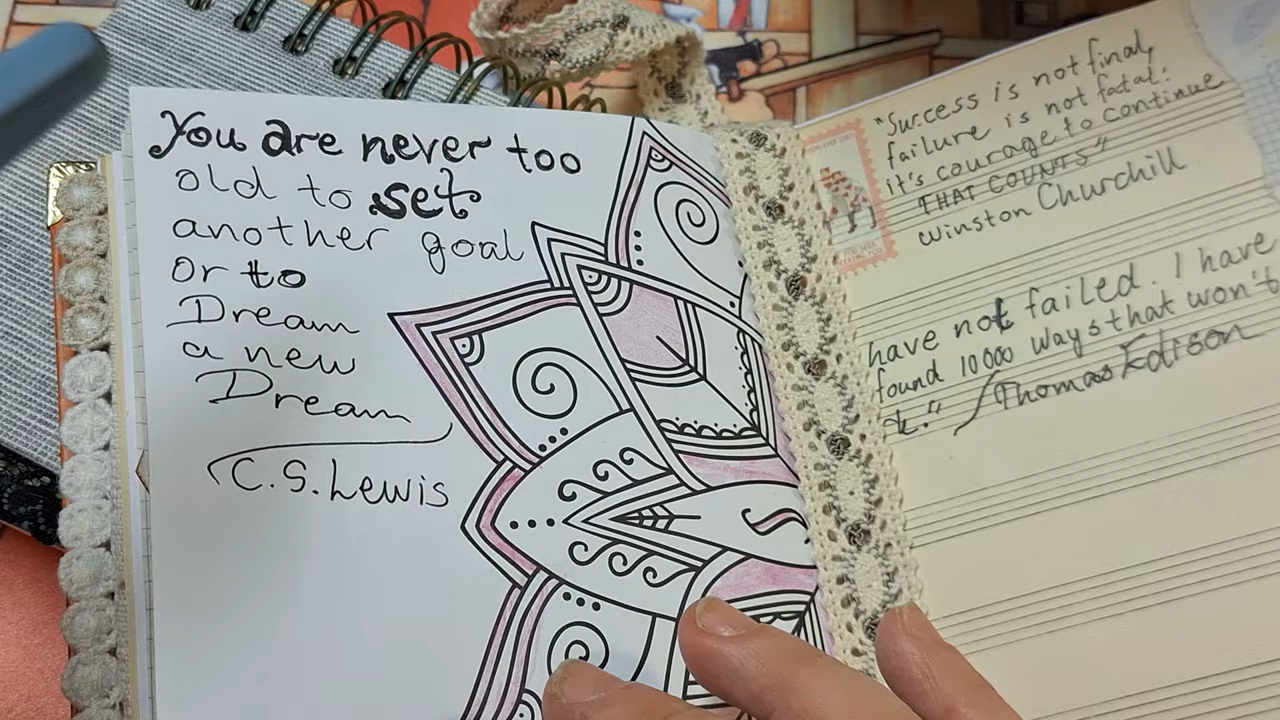 You are never too
old to set
another goal
or to
Dream
a new
Dream
C.S. Lewis
"Success is not final,
failure is not fatal:
it's courage to continue
THAT COUNTS"
Winston Churchill
have not failed. I have
found 10000 ways that won't
Thomas Edison